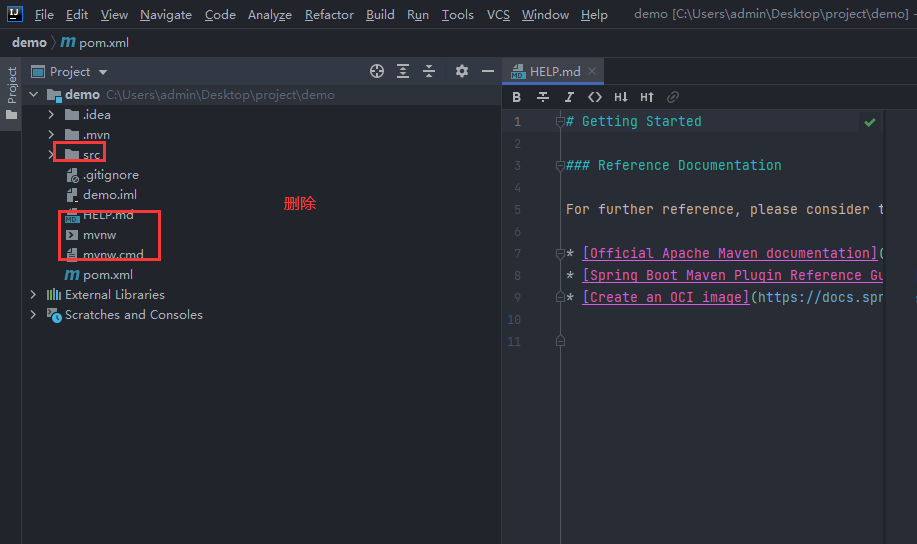 IJ File Edit View Navigate Code Analyze Refactor Build Run Tools VCS Window Help demo [C:\Users\admin\Desktop\project\demo]
demo pom.xml
Project
Project
HELP.md
demo C:\Users\admin\Desktop\project\demo
.idea
.mvn
src
.gitignore
demo.iml
HELP.md
mvnw
mvnw.cmd
pom.xml
External Libraries
Scratches and Consoles
删除
B I H↓ H↑
1 # Getting Started
2
3 ### Reference Documentation
4
5 For further reference, please consider t
6
7 * [Official Apache Maven documentation](
8 * [Spring Boot Maven Plugin Reference Gu
9 * [Create an OCI image](https://docs.spr
10
11